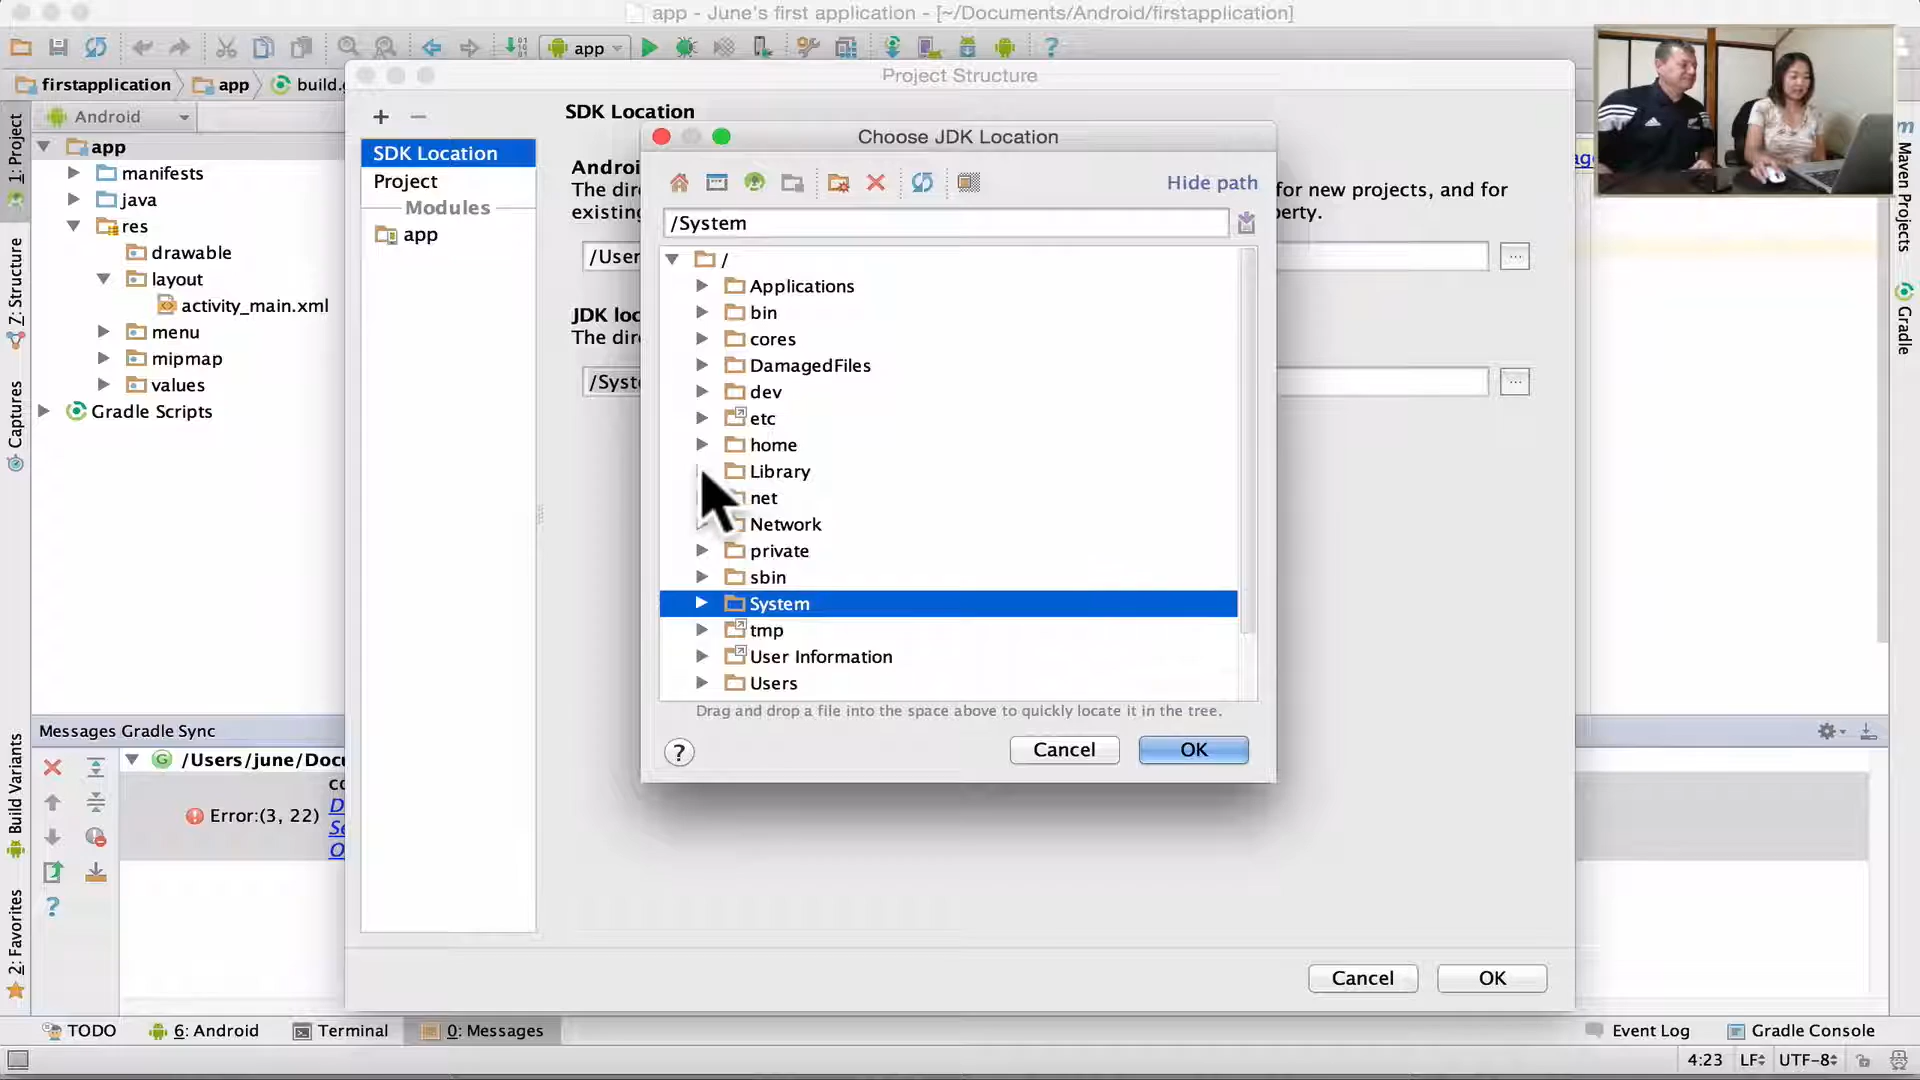 app - June's first application - [~/Documents/Android/firstapplication]
app
firstapplication
app
build.g
Project Structure
Android
1: Project
7: Structure
Captures
Build Variants
2: Favorites
app
manifests
java
res
drawable
layout
activity_main.xml
menu
mipmap
values
Gradle Scripts
SDK Location
Project
Modules
app
SDK Location
Androi
The dire
for new projects, and for
existing
erty.
/User
JDK loc
The dire
/Syste
Choose JDK Location
Hide path
/System
/
Applications
bin
cores
DamagedFiles
dev
etc
home
Library
net
Network
private
sbin
System
tmp
User Information
Users
Drag and drop a file into the space above to quickly locate it in the tree.
?
Cancel
OK
Cancel
OK
Maven Projects
Gradle
Messages Gradle Sync
/Users/june/Docu
Error:(3, 22)
TODO
6: Android
Terminal
0: Messages
Event Log
Gradle Console
4:23
LF
UTF-8